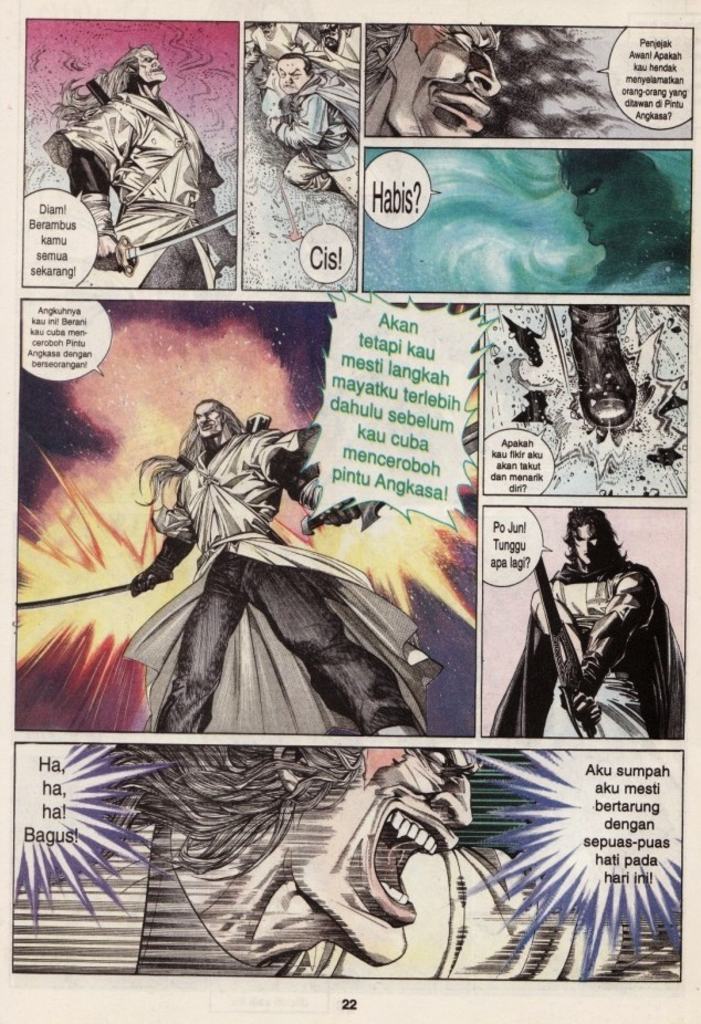 Diam!
Berambus
kamu
semua
sekarang!
Cis!
Penjejak
Awan! Apakah
kau hendak
menyelamatkan
orang-orang yang
ditawan di Pintu
Angkasa?
Habis?
Angkuhnya
kau ini! Berani
kau cuba men-
ceroboh Pintu
Angkasa dengan
berseorangan!
Akan
tetapi kau
mesti langkah
mayatku terlebih
dahulu sebelum
kau cuba
menceroboh
pintu Angkasa!
Apakah
kau fikir aku
akan takut
dan menarik
diri?
Po Jun!
Tunggu
apa lagi?
Ha,
ha,
ha!
Bagus!
Aku sumpah
aku mesti
bertarung
dengan
sepuas-puas
hati pada
hari ini!
22